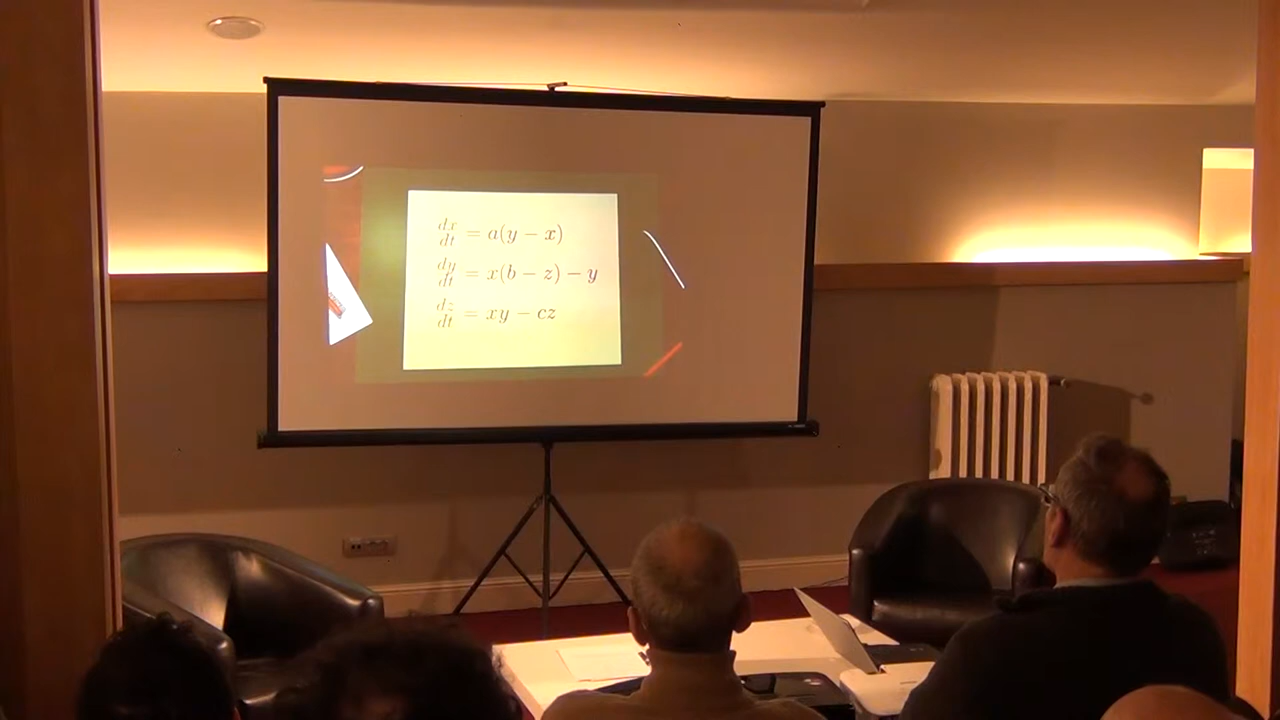 dx/dt = a(y − x)
dy/dt = x(b − z) − y
dz/dt = xy − cz